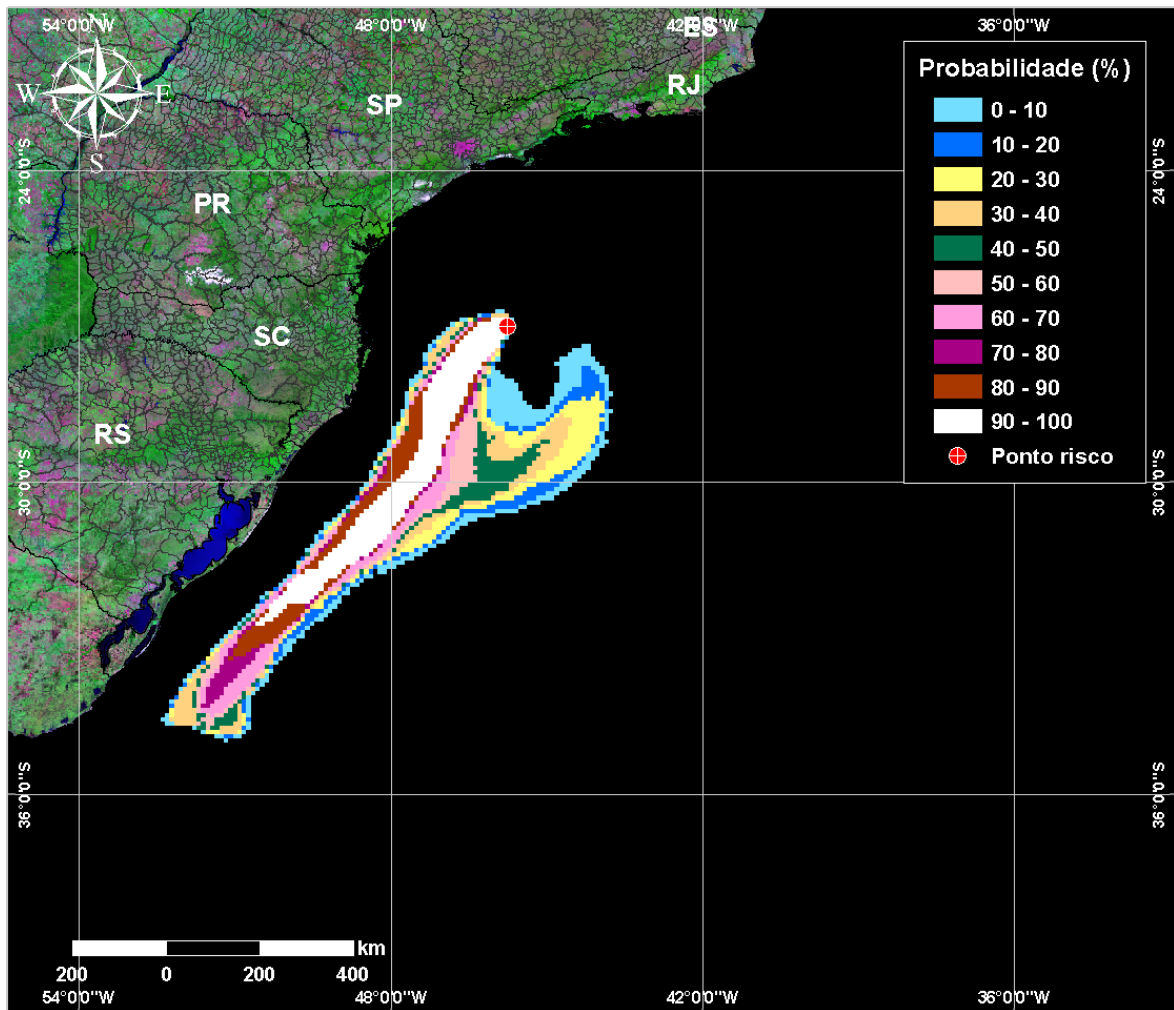 54°0'0"W 48°0'0"W 42°0'0"W 36°0'0"W
ES
Probabilidade (%)
RJ
W E
SP
0 - 10
10 - 20
S
24°0'0"S 24°0'0"S
20 - 30
PR
30 - 40
40 - 50
50 - 60
60 - 70
SC
70 - 80
80 - 90
90 - 100
RS
Ponto risco
30°0'0"S 30°0'0"S
36°0'0"S 36°0'0"S
km
200 0 200 400
54°0'0"W 48°0'0"W 42°0'0"W 36°0'0"W